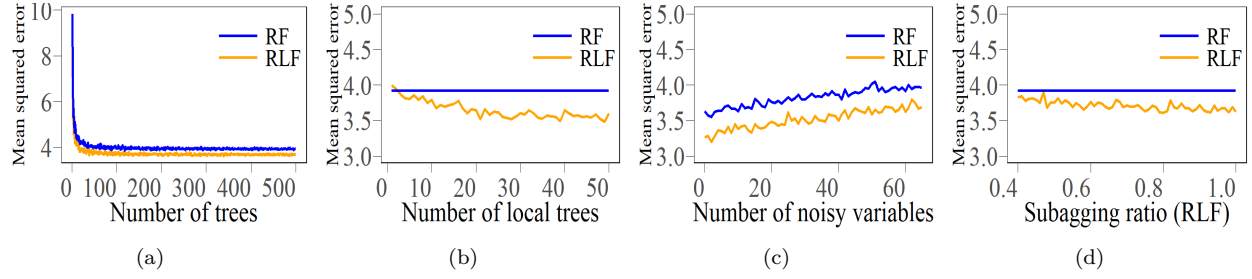 Mean squared error
10
8
6
4
0 100 200 300 400 500
Number of trees
RF
RLF
(a)
Mean squared error
5.0
4.5
4.0
3.5
3.0
0 10 20 30 40 50
Number of local trees
RF
RLF
(b)
Mean squared error
5.0
4.5
4.0
3.5
3.0
0 20 40 60
Number of noisy variables
RF
RLF
(c)
Mean squared error
5.0
4.5
4.0
3.5
3.0
0.4 0.6 0.8 1.0
Subagging ratio (RLF)
RF
RLF
(d)